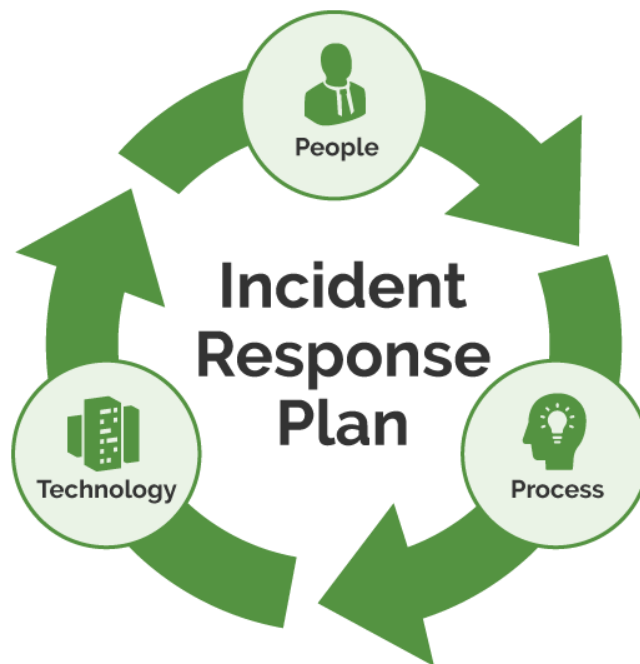 People
Incident
Response
Plan
Technology
Process